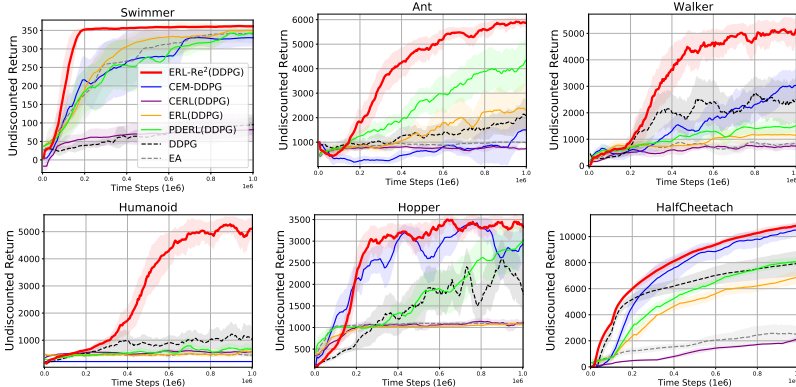 Swimmer
Undiscounted Return
350
300
250
200
150
100
50
0
0.0
0.2
0.4
0.6
0.8
1.0
1e6
Time Steps (1e6)
ERL-Re²(DDPG)
CEM-DDPG
CERL(DDPG)
ERL(DDPG)
PDERL(DDPG)
DDPG
EA
Ant
Undiscounted Return
6000
5000
4000
3000
2000
1000
0
0.0
0.2
0.4
0.6
0.8
1.0
1e6
Time Steps (1e6)
Walker
Undiscounted Return
5000
4000
3000
2000
1000
0
0.0
0.2
0.4
0.6
0.8
Time Steps (1e6)
Humanoid
Undiscounted Return
5000
4000
3000
2000
1000
0.0
0.2
0.4
0.6
0.8
1.0
1e6
Time Steps (1e6)
Hopper
Undiscounted Return
3500
3000
2500
2000
1500
1000
500
0.0
0.2
0.4
0.6
0.8
1.0
1e6
Time Steps (1e6)
HalfCheetach
Undiscounted Return
10000
8000
6000
4000
2000
0
0.0
0.2
0.4
0.6
0.8
Time Steps (1e6)